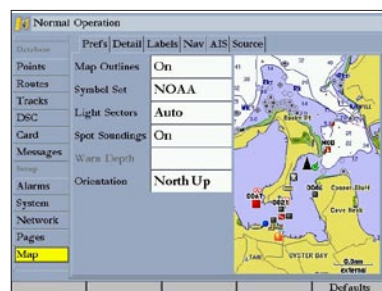 Normal Operation
Database
Points
Routes
Tracks
DSC
Card
Messages
Setup
Alarms
System
Network
Pages
Map
Prefs Detail Labels Nav AIS Source
Map Outlines On
Symbol Set NOAA
Light Sectors Auto
Spot Soundings On
Warn Depth
Orientation North Up
MOB
Cove Neck
OYSTER BAY
0.3nm
external
Defaults